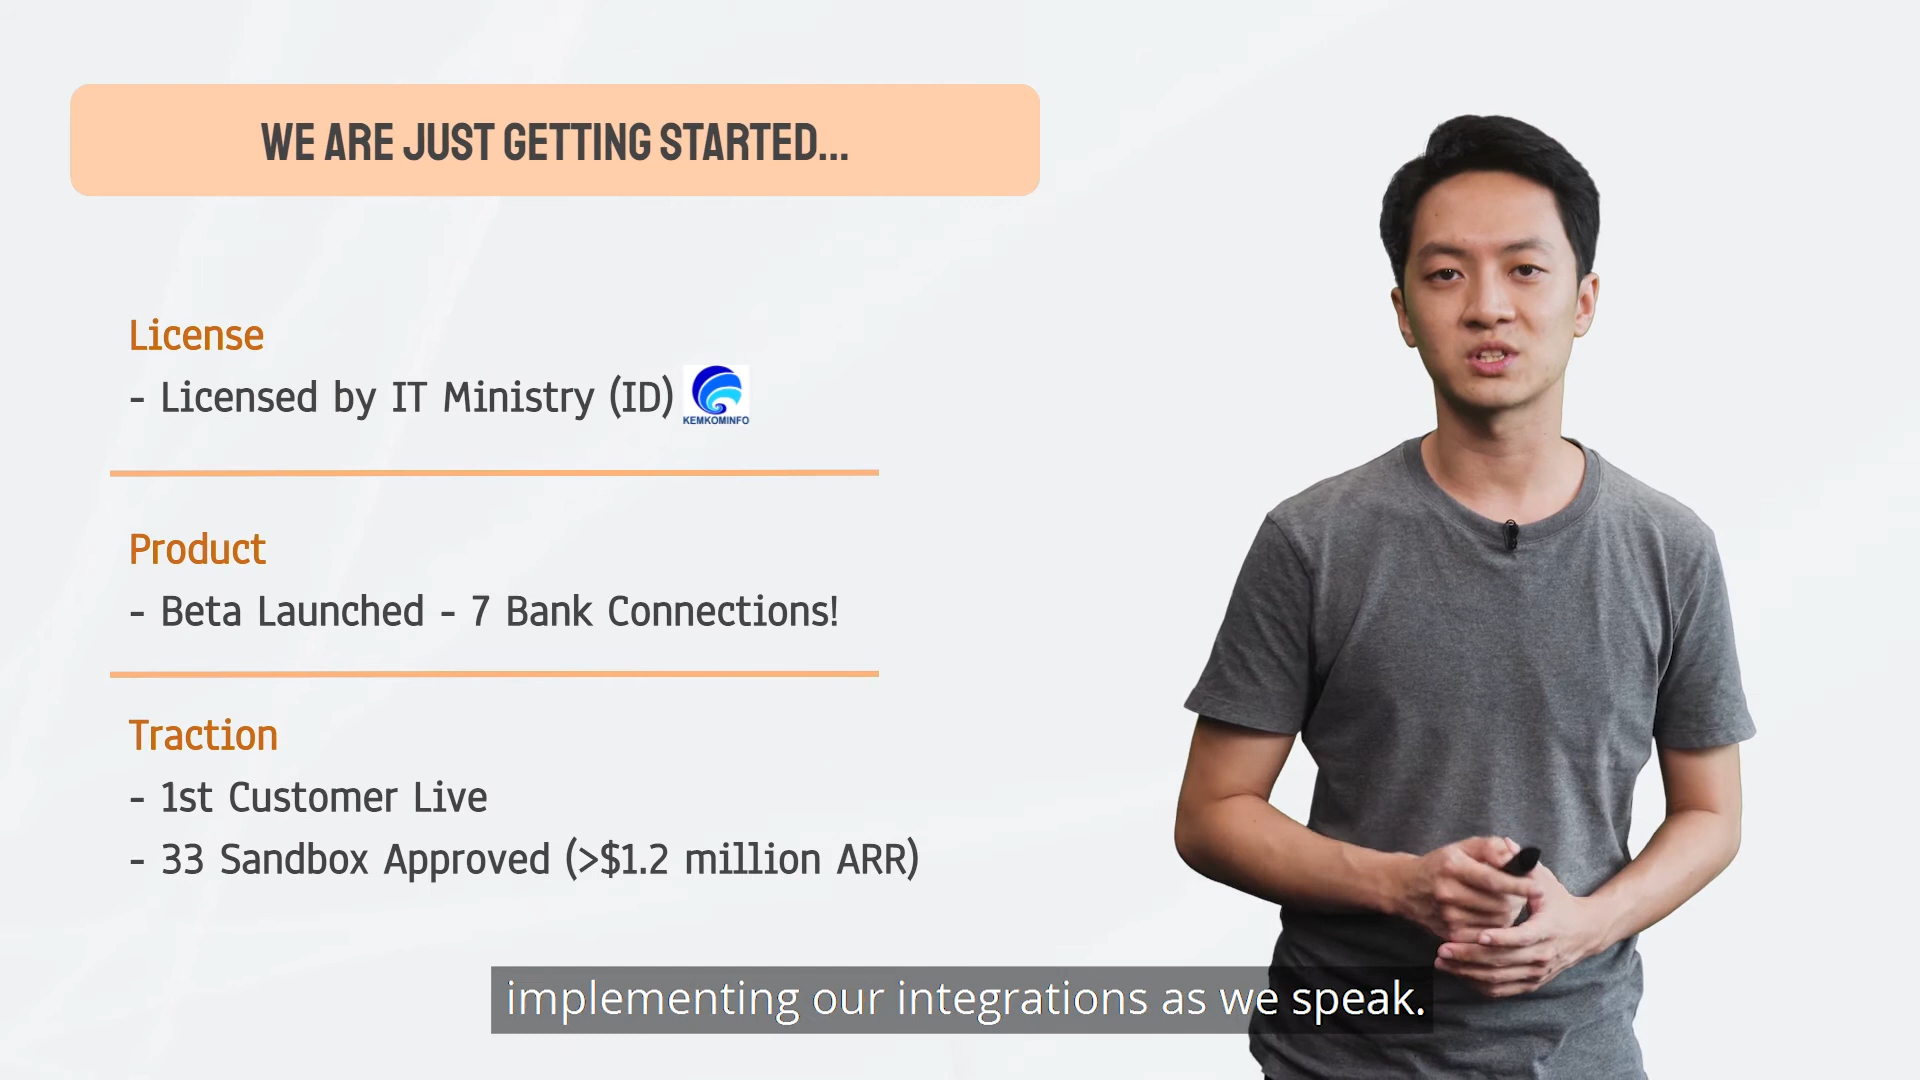 WE ARE JUST GETTING STARTED...
License
- Licensed by IT Ministry (ID)
KEMKOMINFO
Product
- Beta Launched - 7 Bank Connections!
Traction
- 1st Customer Live
- 33 Sandbox Approved (>$1.2 million ARR)
implementing our integrations as we speak.